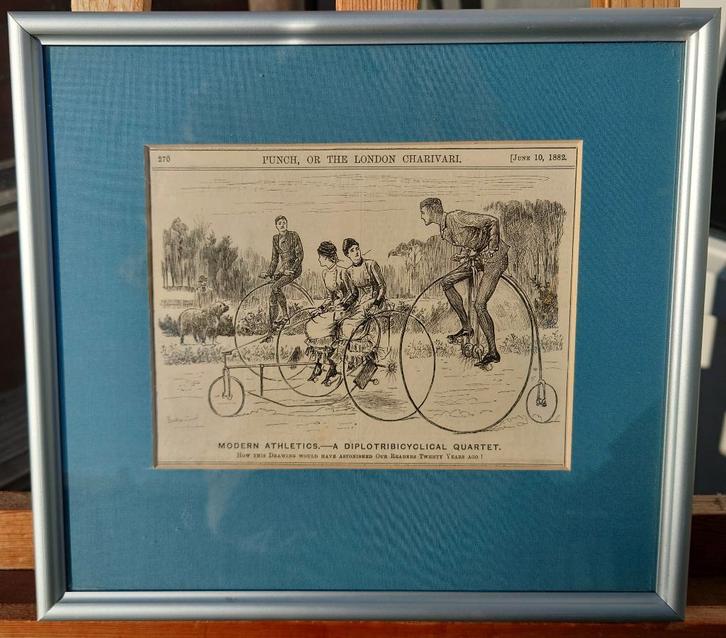 276 PUNCH, OR THE LONDON CHARIVARI. [JUNE 10, 1882.
MODERN ATHLETICS.—A DIPLOTRIBICYCLICAL QUARTET.
HOW THIS DRAWING WOULD HAVE ASTONISHED OUR READERS TWENTY YEARS AGO!